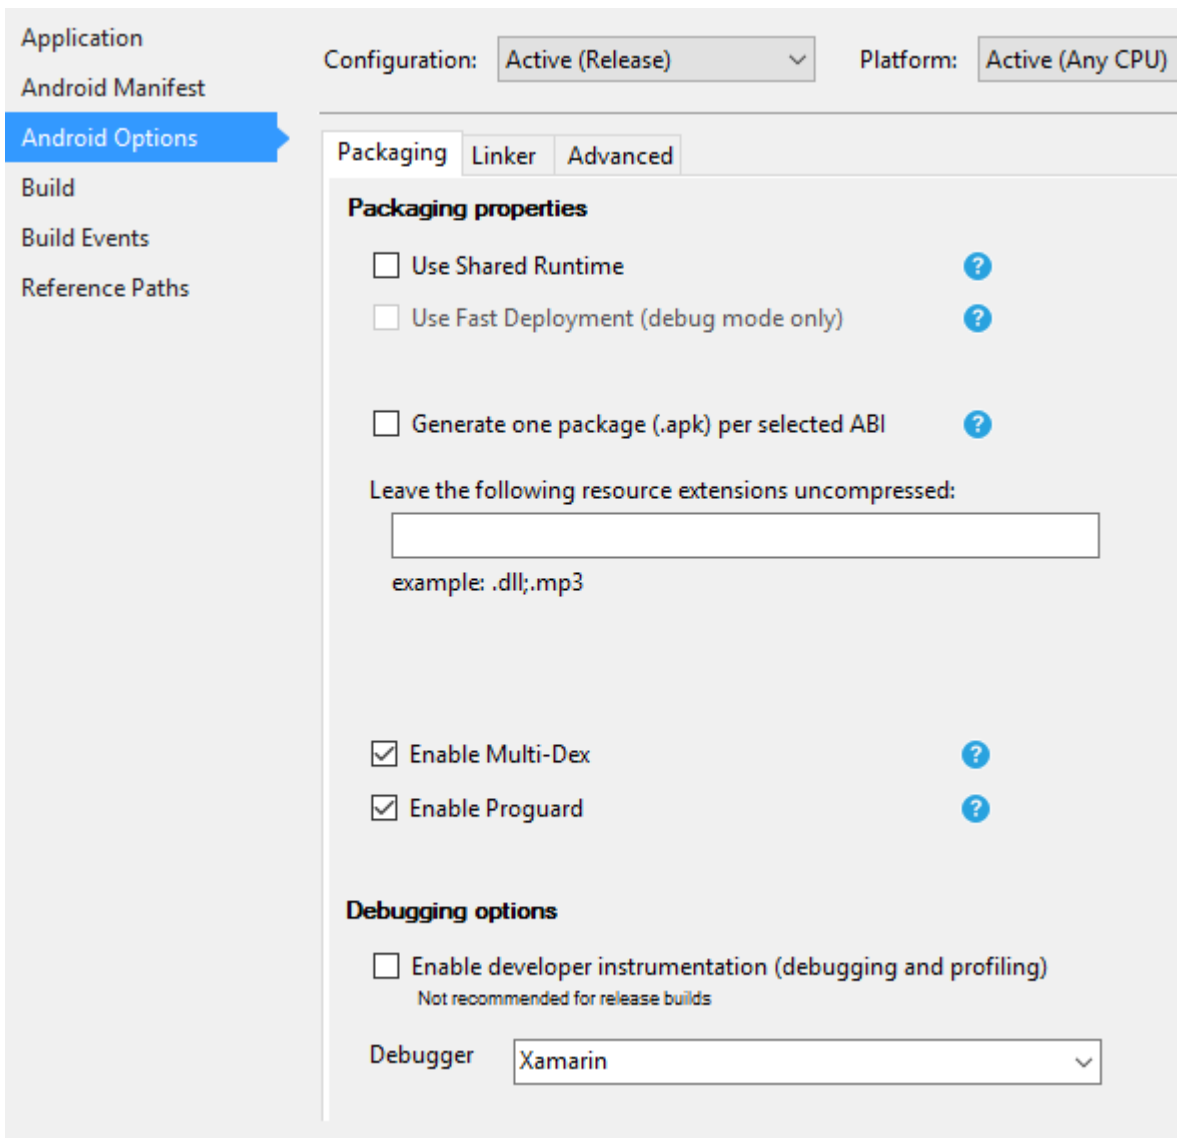 Application
Android Manifest
Android Options
Build
Build Events
Reference Paths
Configuration: Active (Release) Platform: Active (Any CPU)
Packaging Linker Advanced
Packaging properties
Use Shared Runtime ?
Use Fast Deployment (debug mode only) ?
Generate one package (.apk) per selected ABI ?
Leave the following resource extensions uncompressed:
example: .dll;.mp3
Enable Multi-Dex ?
Enable Proguard ?
Debugging options
Enable developer instrumentation (debugging and profiling)
Not recommended for release builds
Debugger Xamarin